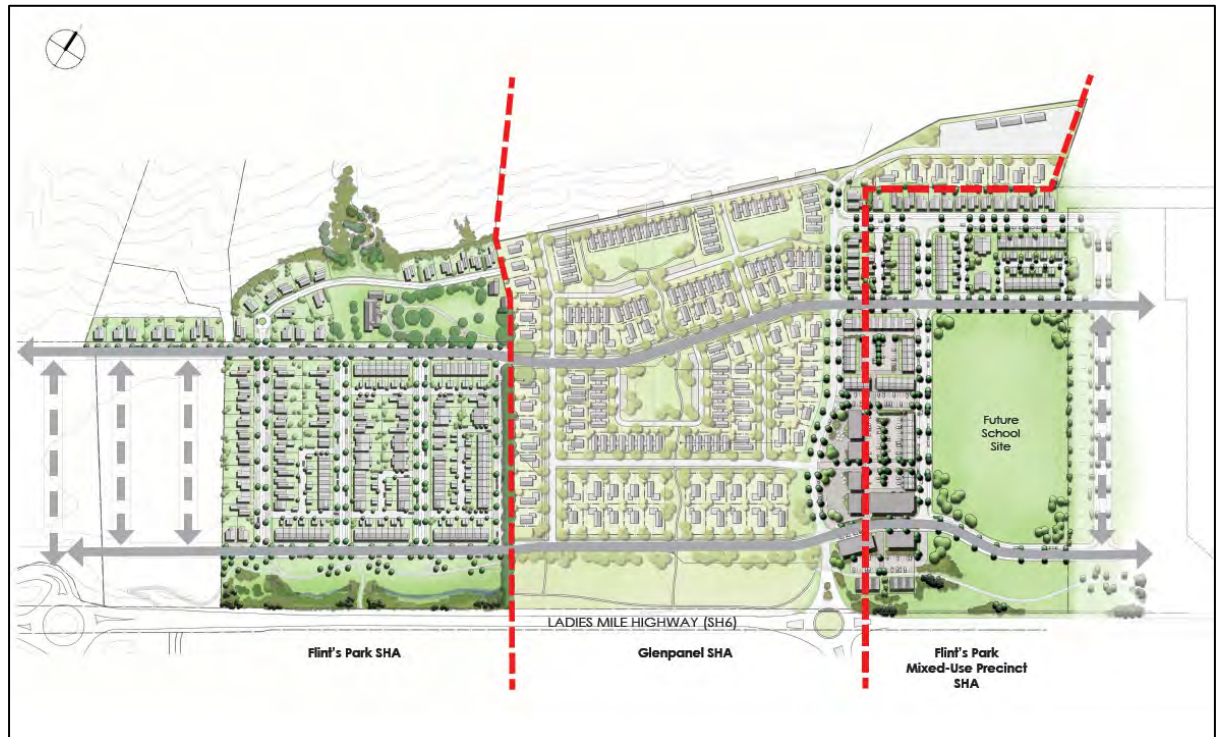 Future
School
Site
LADIES MILE HIGHWAY (SH6)
Flint's Park SHA
Glenpanel SHA
Flint's Park
Mixed-Use Precinct
SHA